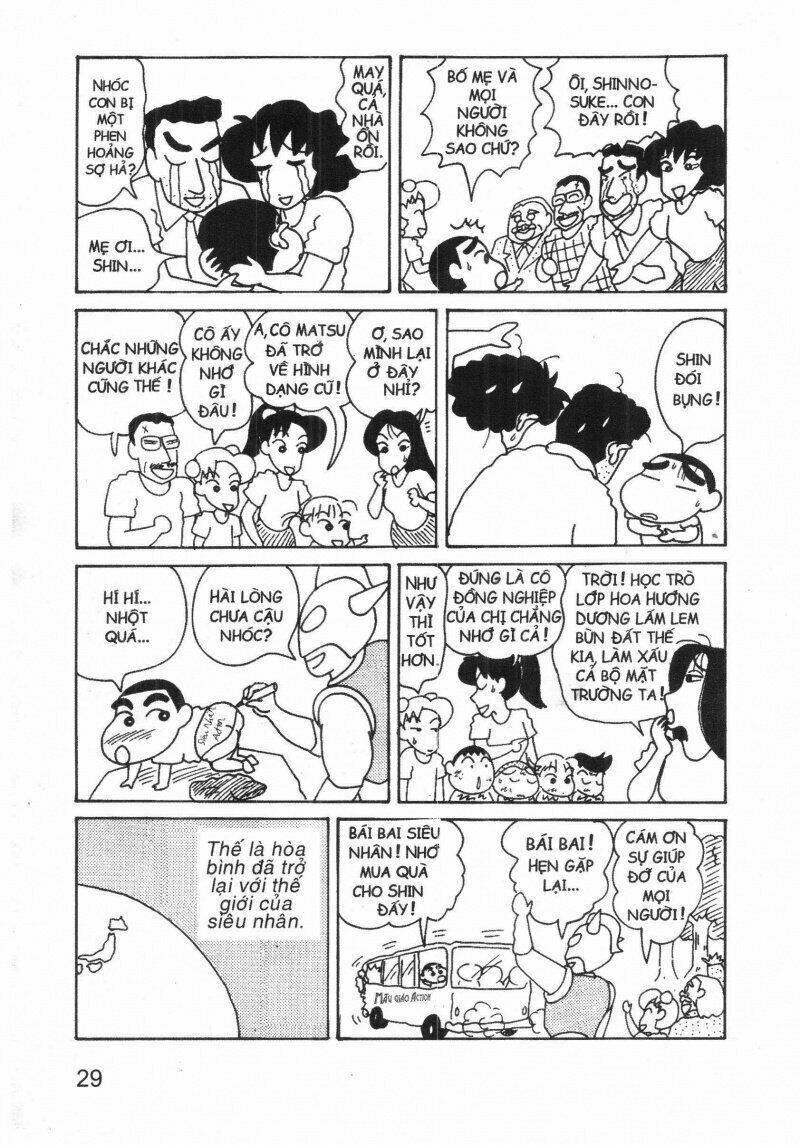 ÔI, SHINNO-
SUKE... CON
ĐÂY RỒI!
BỐ MẸ VÀ
MỌI
NGƯỜI
KHÔNG
SAO CHỨ?
MAY
QUÁ,
CẢ
NHÀ
ỔN
RỒI.
NHÓC
CON BỊ
MỘT
PHEN
HOẢNG
SỢ HẢ?
MẸ ƠI...
SHIN...
SHIN
ĐÓI
BỤNG!
Ơ, SAO
MÌNH LẠI
Ở ĐÂY
NHỈ?
A, CÔ MATSU
ĐÃ TRỞ
VỀ HÌNH
DẠNG CŨ!
CÔ ẤY
KHÔNG
NHỚ
GÌ
ĐÂU!
CHẮC NHỮNG
NGƯỜI KHÁC
CŨNG THẾ!
TRỜI! HỌC TRÒ
LỚP HOA HƯỚNG
DƯƠNG LẤM LEM
BÙN ĐẤT THẾ
KIA, LÀM XẤU
CẢ BỘ MẶT
TRƯỜNG TA!
ĐÚNG LÀ CÔ
ĐỒNG NGHIỆP
CỦA CHỊ CHẲNG
NHỚ GÌ CẢ!
NHƯ
VẬY
THÌ
TỐT
HƠN.
HÀI LÒNG
CHƯA CẬU
NHÓC?
HÍ HÍ...
NHỘT
QUÁ...
Siêu Nhân
CÁM ƠN
SỰ GIÚP
ĐỠ CỦA
MỌI
NGƯỜI!
BÁI BAI!
HẸN GẶP
LẠI...
BÁI BAI SIÊU
NHÂN! NHỚ
MUA QUÀ
CHO SHIN
ĐẤY!
MẪU GIÁO ACTION
Thế là hòa
bình đã trở
lại với thế
giới của
siêu nhân.
29